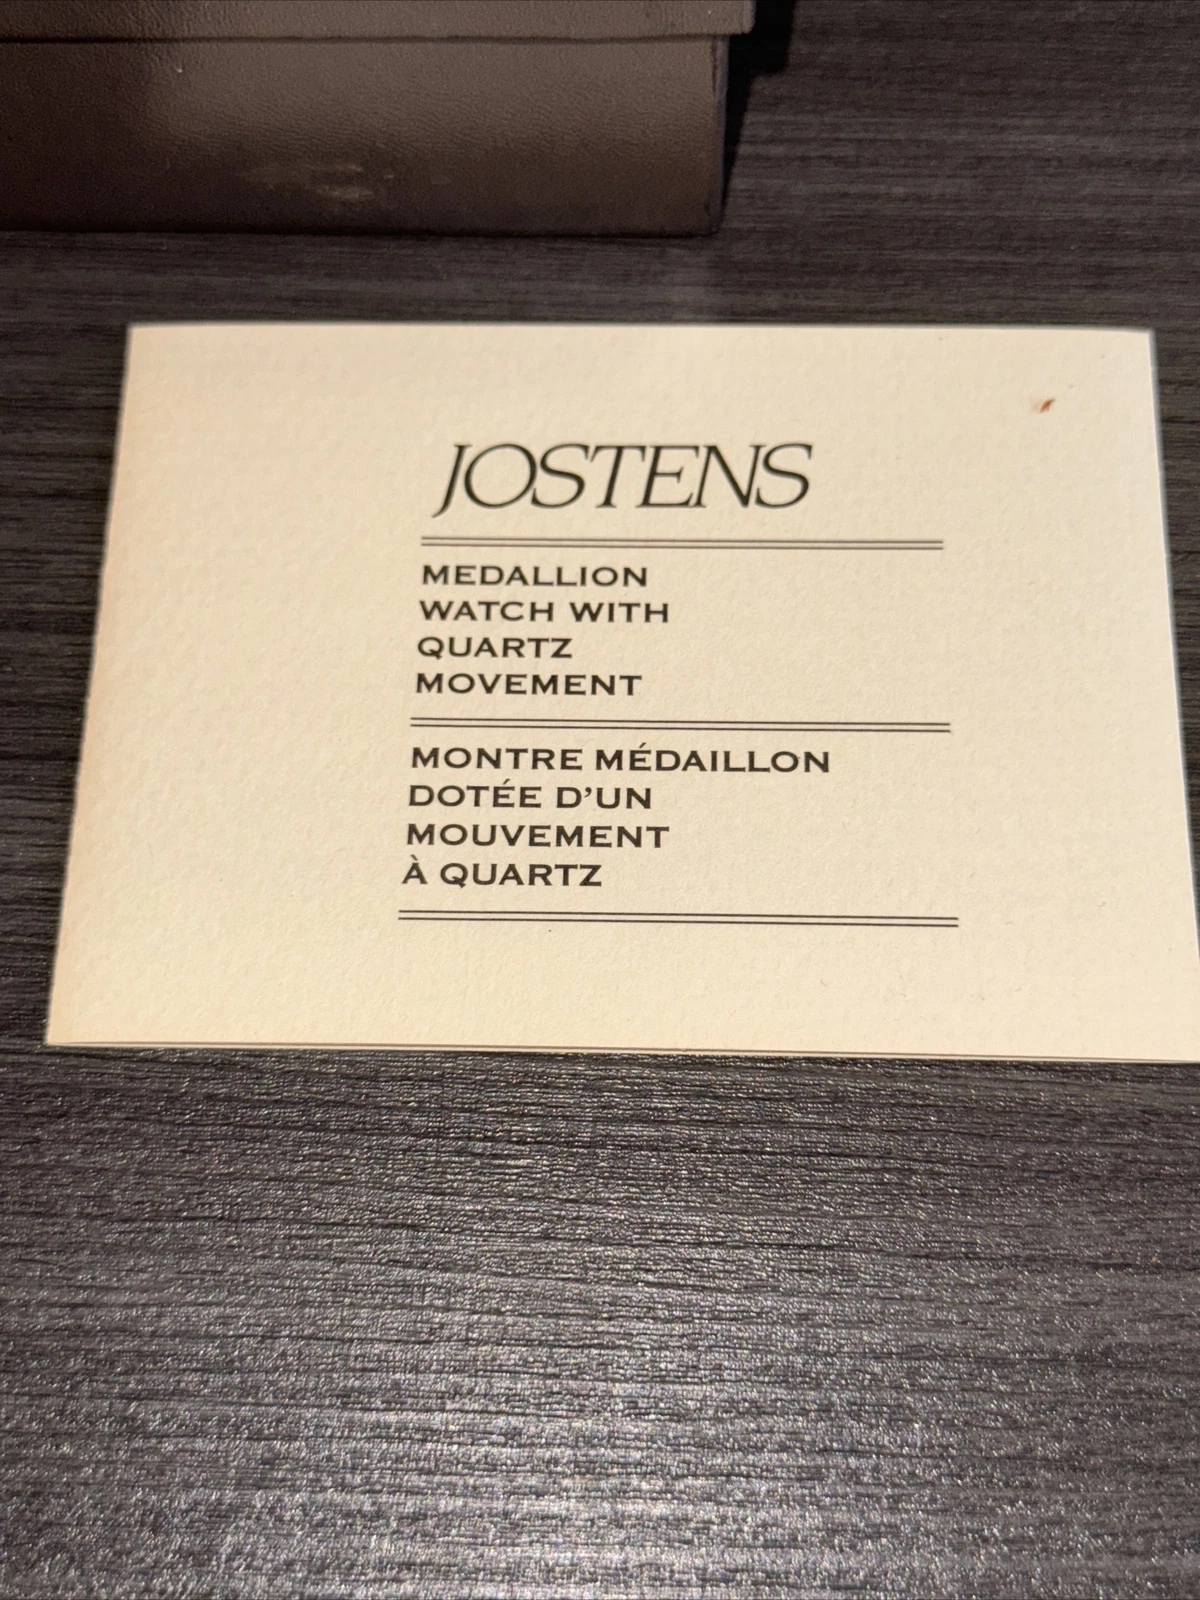 JOSTENS
MEDALLION
WATCH WITH
QUARTZ
MOVEMENT
MONTRE MÉDAILLON
DOTÉE D'UN
MOUVEMENT
À QUARTZ